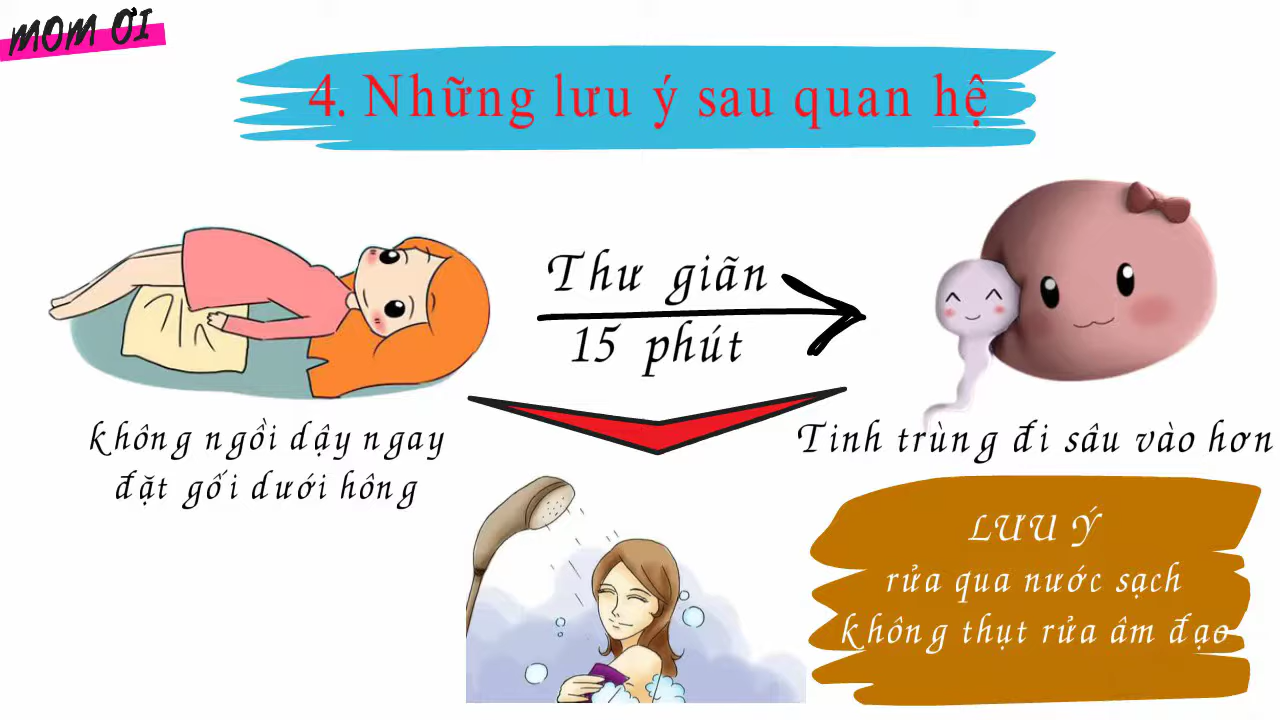 MOM ƠI
4. Những lưu ý sau quan hệ
Thư giãn
15 phút
không ngồi dậy ngay
đặt gối dưới hông
Tinh trùng đi sâu vào hơn
LƯU Ý
rửa qua nước sạch
không thụt rửa âm đạo